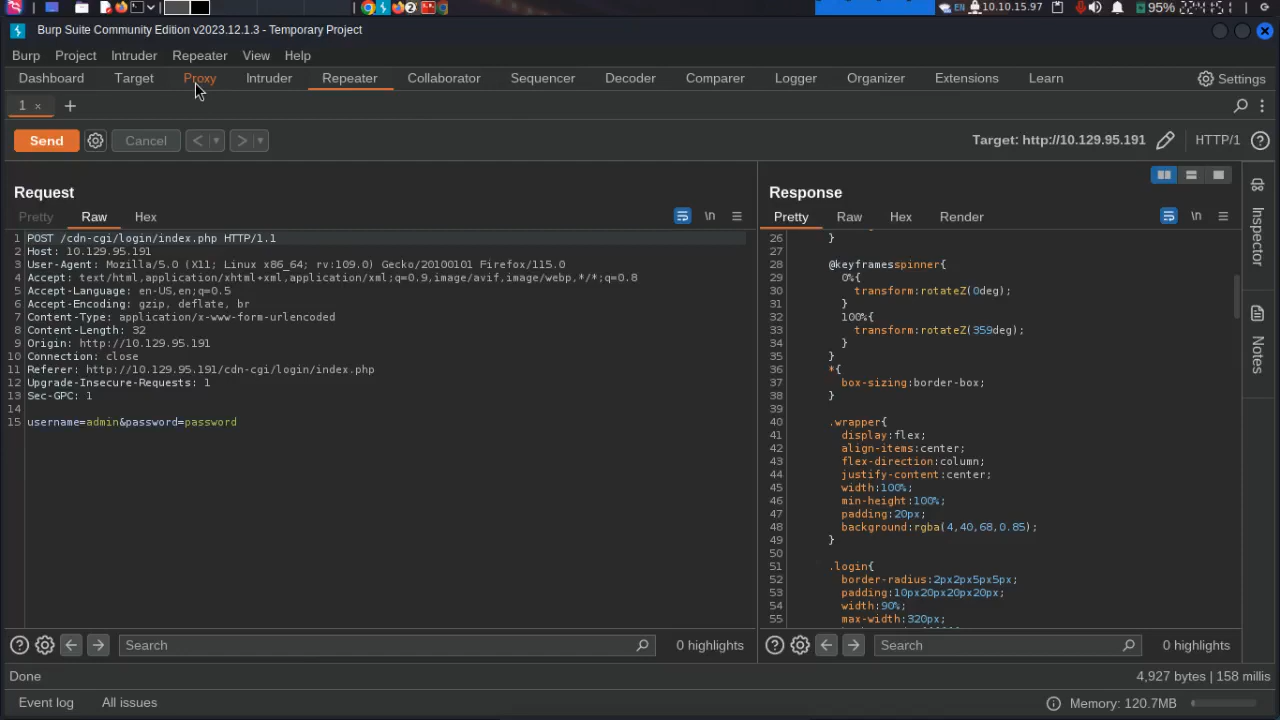 EN
10.10.15.97
95%
Burp Suite Community Edition v2023.12.1.3 - Temporary Project
Burp Project Intruder Repeater View Help
Dashboard Target Proxy Intruder Repeater Collaborator Sequencer Decoder Comparer Logger Organizer Extensions Learn Settings
1 × +
Send Cancel < >
Target: http://10.129.95.191 HTTP/1
Request
Pretty Raw Hex \n
1 POST /cdn-cgi/login/index.php HTTP/1.1
2 Host: 10.129.95.191
3 User-Agent: Mozilla/5.0 (X11; Linux x86_64; rv:109.0) Gecko/20100101 Firefox/115.0
4 Accept: text/html,application/xhtml+xml,application/xml;q=0.9,image/avif,image/webp,*/*;q=0.8
5 Accept-Language: en-US,en;q=0.5
6 Accept-Encoding: gzip, deflate, br
7 Content-Type: application/x-www-form-urlencoded
8 Content-Length: 32
9 Origin: http://10.129.95.191
10 Connection: close
11 Referer: http://10.129.95.191/cdn-cgi/login/index.php
12 Upgrade-Insecure-Requests: 1
13 Sec-GPC: 1
14
15 username=admin&password=password
Search 0 highlights
Response
Pretty Raw Hex Render \n
26 }
27
28 @keyframesspinner{
29 0%{
30 transform:rotateZ(0deg);
31 }
32 100%{
33 transform:rotateZ(359deg);
34 }
35 }
36 *{
37 box-sizing:border-box;
38 }
39
40 .wrapper{
41 display:flex;
42 align-items:center;
43 flex-direction:column;
44 justify-content:center;
45 width:100%;
46 min-height:100%;
47 padding:20px;
48 background:rgba(4,40,68,0.85);
49 }
50
51 .login{
52 border-radius:2px2px5px5px;
53 padding:10px20px20px20px;
54 width:90%;
55 max-width:320px;
Search 0 highlights
Inspector
Notes
Done
4,927 bytes | 158 millis
Event log All issues
Memory: 120.7MB